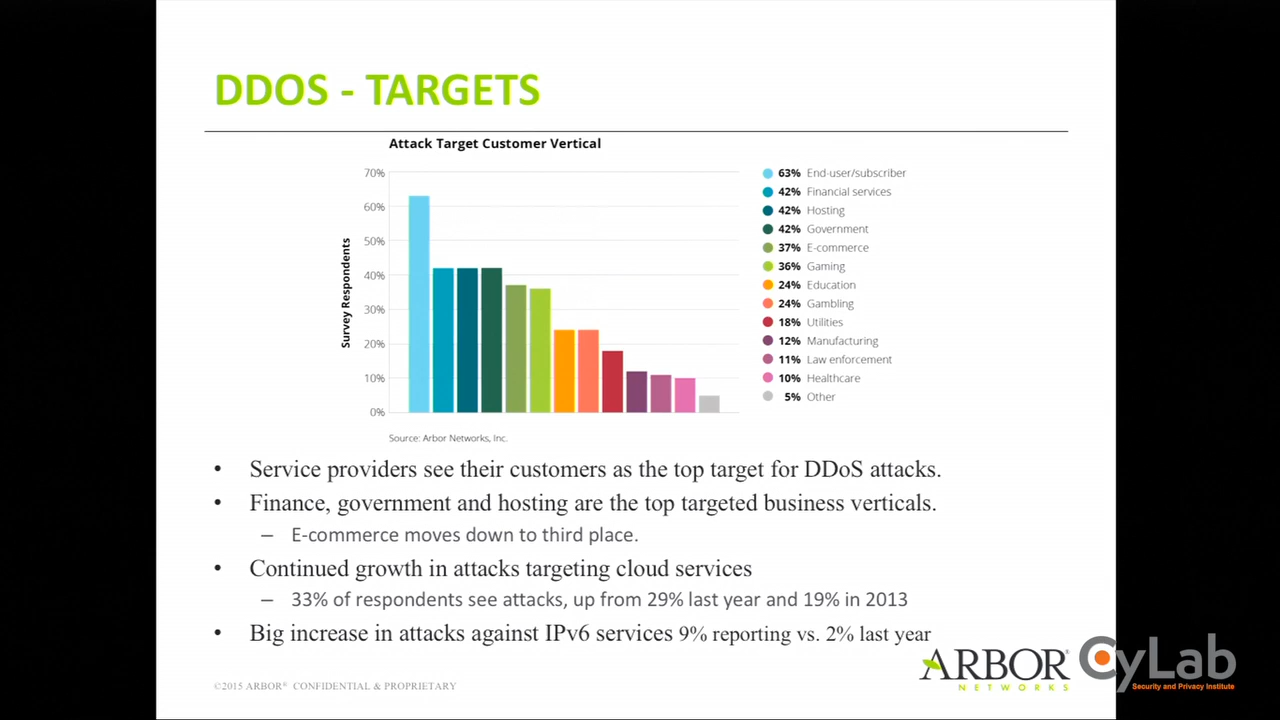 DDOS - TARGETS
Attack Target Customer Vertical
Survey Respondents
70%
60%
50%
40%
30%
20%
10%
0%
63% End-user/subscriber
42% Financial services
42% Hosting
42% Government
37% E-commerce
36% Gaming
24% Education
24% Gambling
18% Utilities
12% Manufacturing
11% Law enforcement
10% Healthcare
5% Other
Source: Arbor Networks, Inc.
• Service providers see their customers as the top target for DDoS attacks.
• Finance, government and hosting are the top targeted business verticals.
– E-commerce moves down to third place.
• Continued growth in attacks targeting cloud services
– 33% of respondents see attacks, up from 29% last year and 19% in 2013
• Big increase in attacks against IPv6 services 9% reporting vs. 2% last year
©2015 ARBOR® CONFIDENTIAL & PROPRIETARY
ARBOR®
NETWORKS
CyLab
Security and Privacy Institute